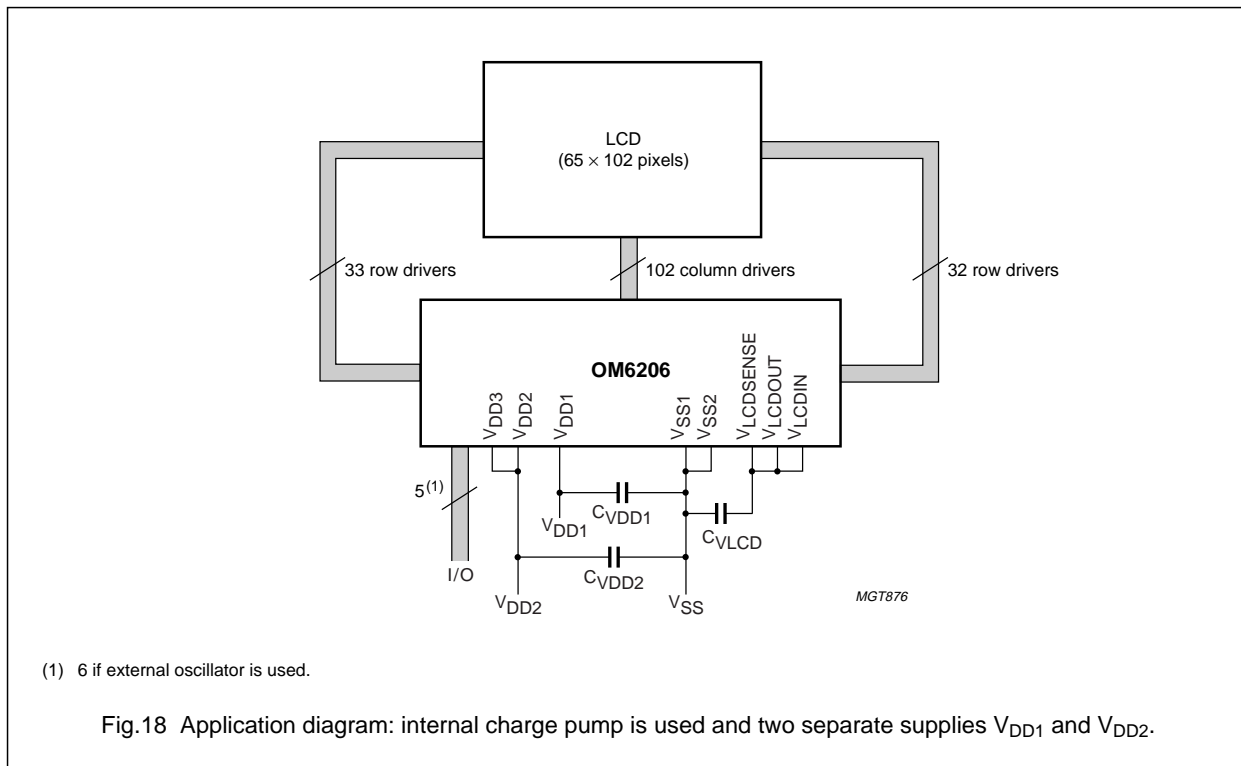 LCD
(65 × 102 pixels)
33 row drivers
102 column drivers
32 row drivers
OM6206
VDD3
VDD2
VDD1
VSS1
VSS2
VLCDSENSE
VLCDOUT
VLCDIN
5(1)
I/O
VDD1
CVDD1
CVLCD
CVDD2
VDD2
VSS
MGT876
(1) 6 if external oscillator is used.
Fig.18 Application diagram: internal charge pump is used and two separate supplies VDD1 and VDD2.